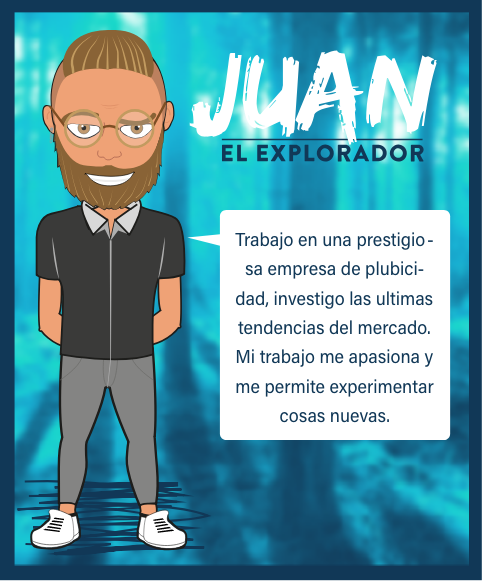 JUAN
EL EXPLORADOR
Trabajo en una prestigio-
sa empresa de plubici-
dad, investigo las ultimas
tendencias del mercado.
Mi trabajo me apasiona y
me permite experimentar
cosas nuevas.